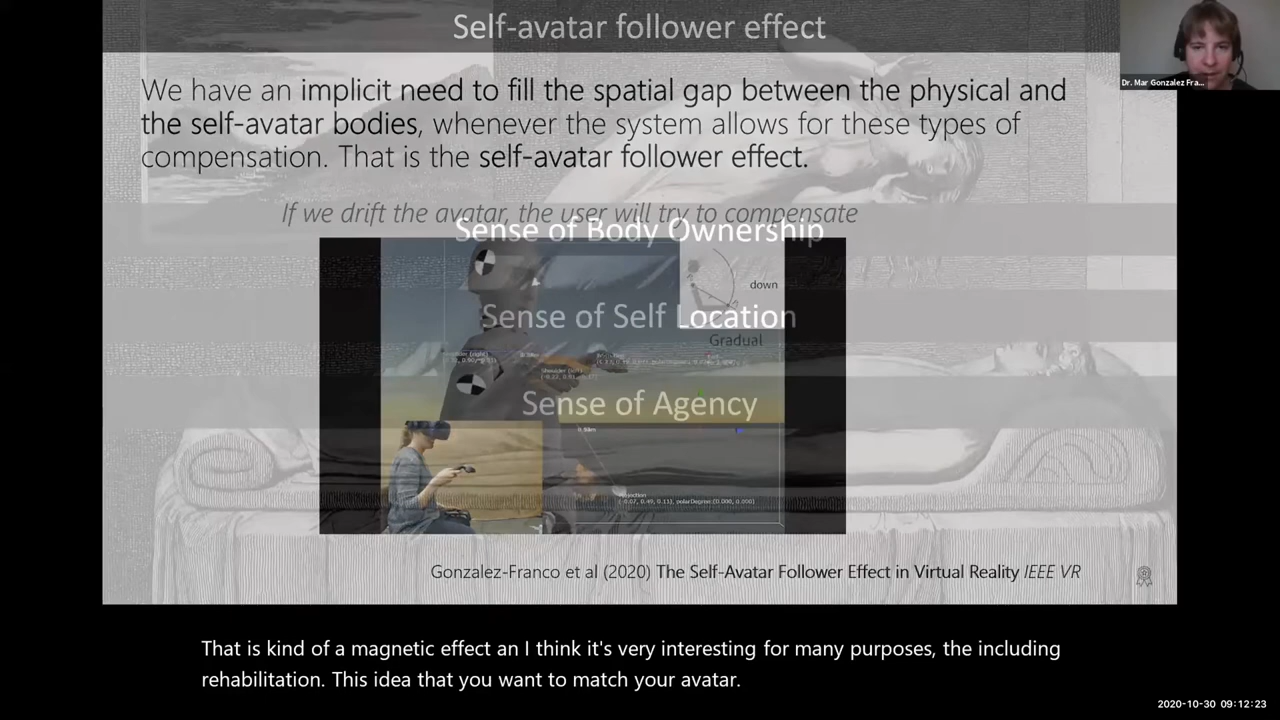 Self-avatar follower effect
Dr. Mar Gonzalez Fra...
We have an implicit need to fill the spatial gap between the physical and
the self-avatar bodies, whenever the system allows for these types of
compensation. That is the self-avatar follower effect.
If we drift the avatar, the user will try to compensate
Sense of Body Ownership
down
Sense of Self Location
Gradual
Sense of Agency
Gonzalez-Franco et al (2020) The Self-Avatar Follower Effect in Virtual Reality IEEE VR
That is kind of a magnetic effect an I think it's very interesting for many purposes, the including
rehabilitation. This idea that you want to match your avatar.
2020-10-30 09:12:23